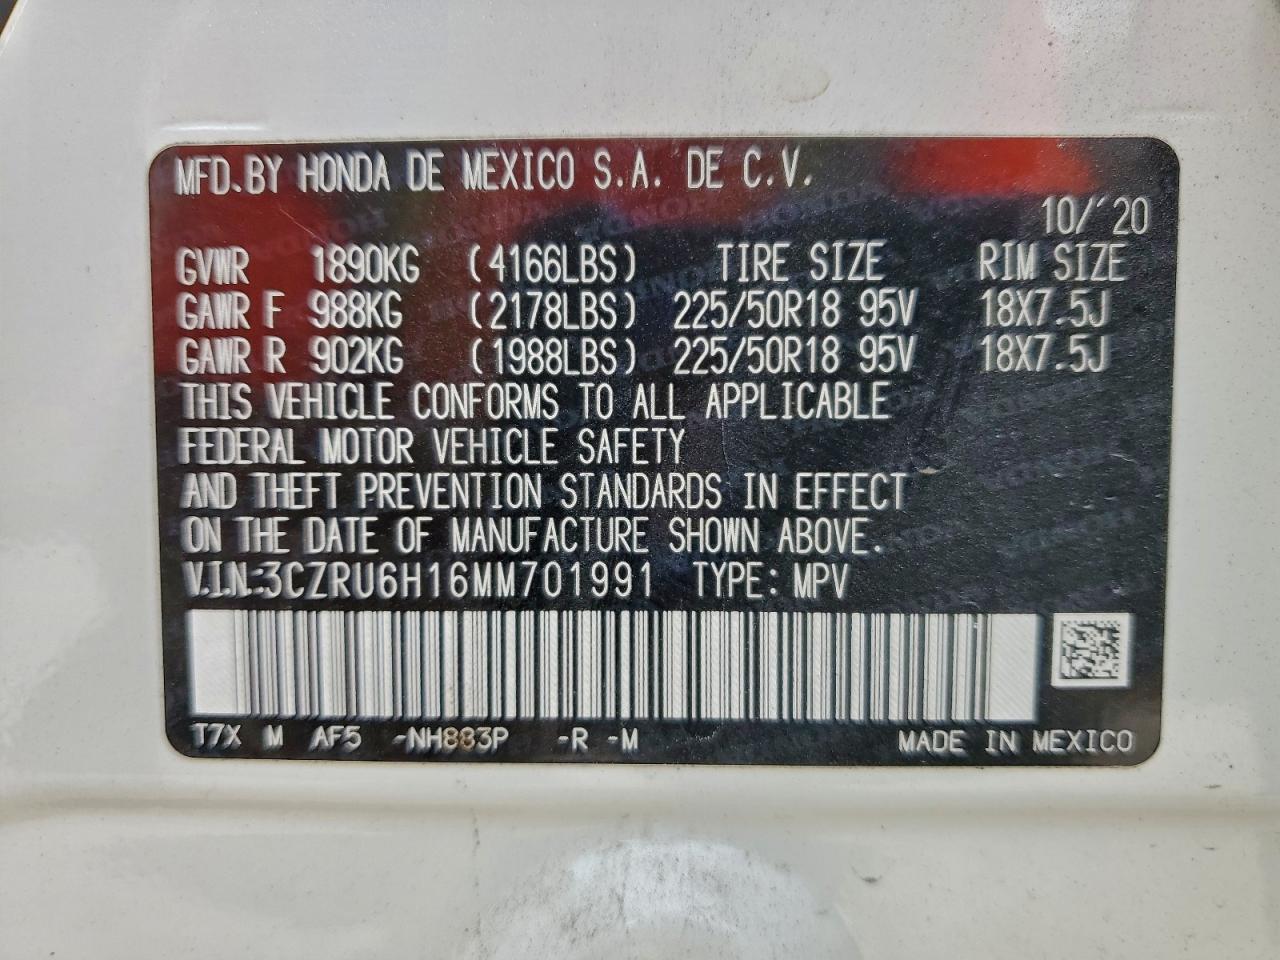 MFD.BY HONDA DE MEXICO S.A. DE C.V.
10/'20
GVWR 1890KG (4166LBS) TIRE SIZE RIM SIZE
GAWR F 988KG (2178LBS) 225/50R18 95V 18X7.5J
GAWR R 902KG (1988LBS) 225/50R18 95V 18X7.5J
THIS VEHICLE CONFORMS TO ALL APPLICABLE
FEDERAL MOTOR VEHICLE SAFETY
AND THEFT PREVENTION STANDARDS IN EFFECT
ON THE DATE OF MANUFACTURE SHOWN ABOVE.
V.I.N.:3CZRU6H16MM701991 TYPE: MPV
T7X M AF5 -NH883P -R -M MADE IN MEXICO